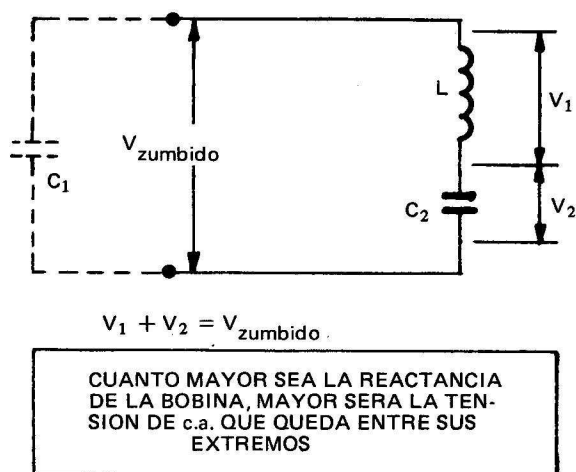 L
V1
Vzumbido
C1
C2
V2
V1 + V2 = Vzumbido
CUANTO MAYOR SEA LA REACTANCIA
DE LA BOBINA, MAYOR SERA LA TEN-
SION DE c.a. QUE QUEDA ENTRE SUS
EXTREMOS